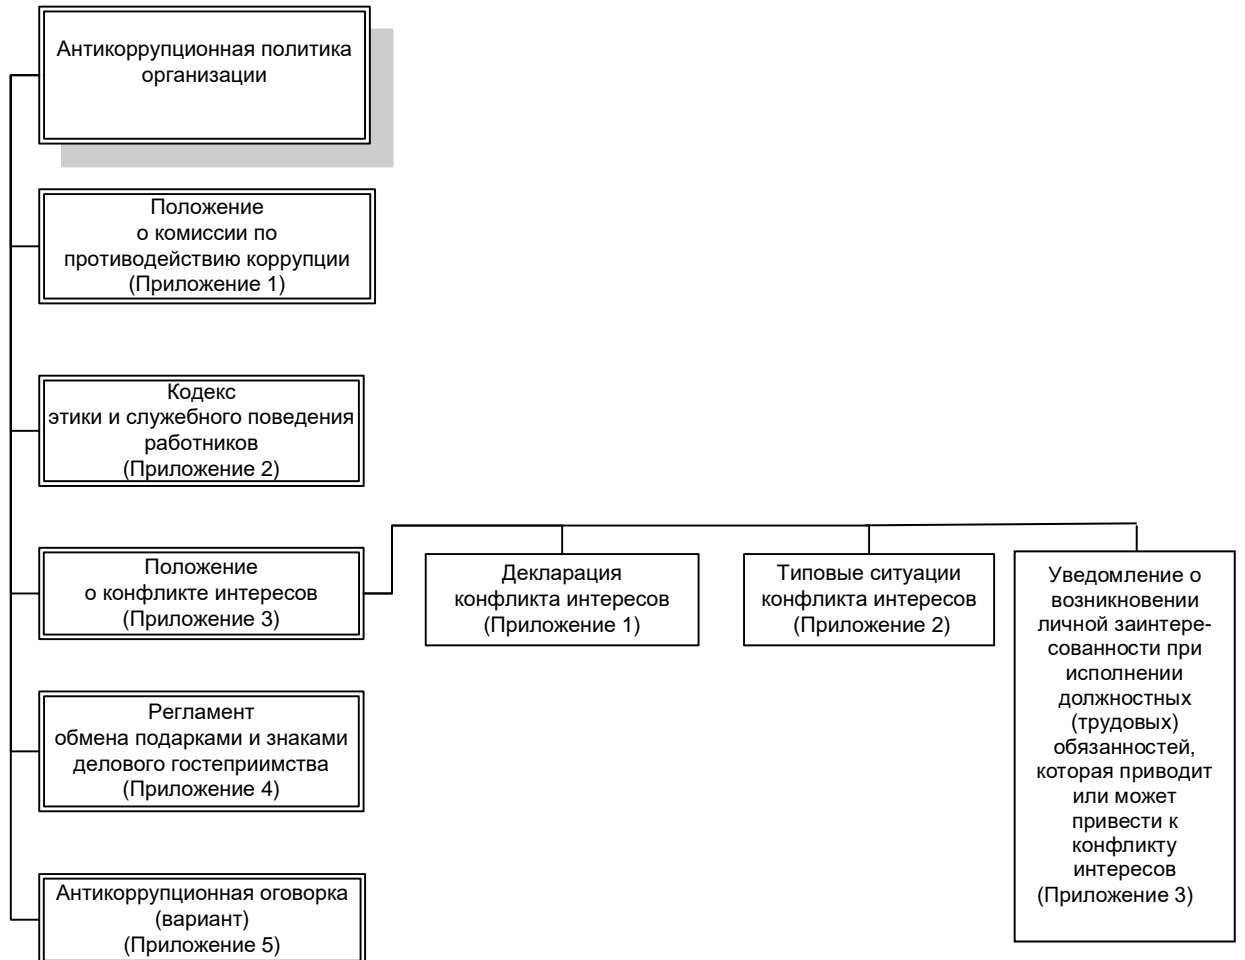 Антикоррупционная политика
организации
Положение
о комиссии по
противодействию коррупции
(Приложение 1)
Кодекс
этики и служебного поведения
работников
(Приложение 2)
Положение
о конфликте интересов
(Приложение 3)
Декларация
конфликта интересов
(Приложение 1)
Типовые ситуации
конфликта интересов
(Приложение 2)
Уведомление о
возникновении
личной заинтере-
сованности при
исполнении
должностных
(трудовых)
обязанностей,
которая приводит
или может
привести к
конфликту
интересов
(Приложение 3)
Регламент
обмена подарками и знаками
делового гостеприимства
(Приложение 4)
Антикоррупционная оговорка
(вариант)
(Приложение 5)